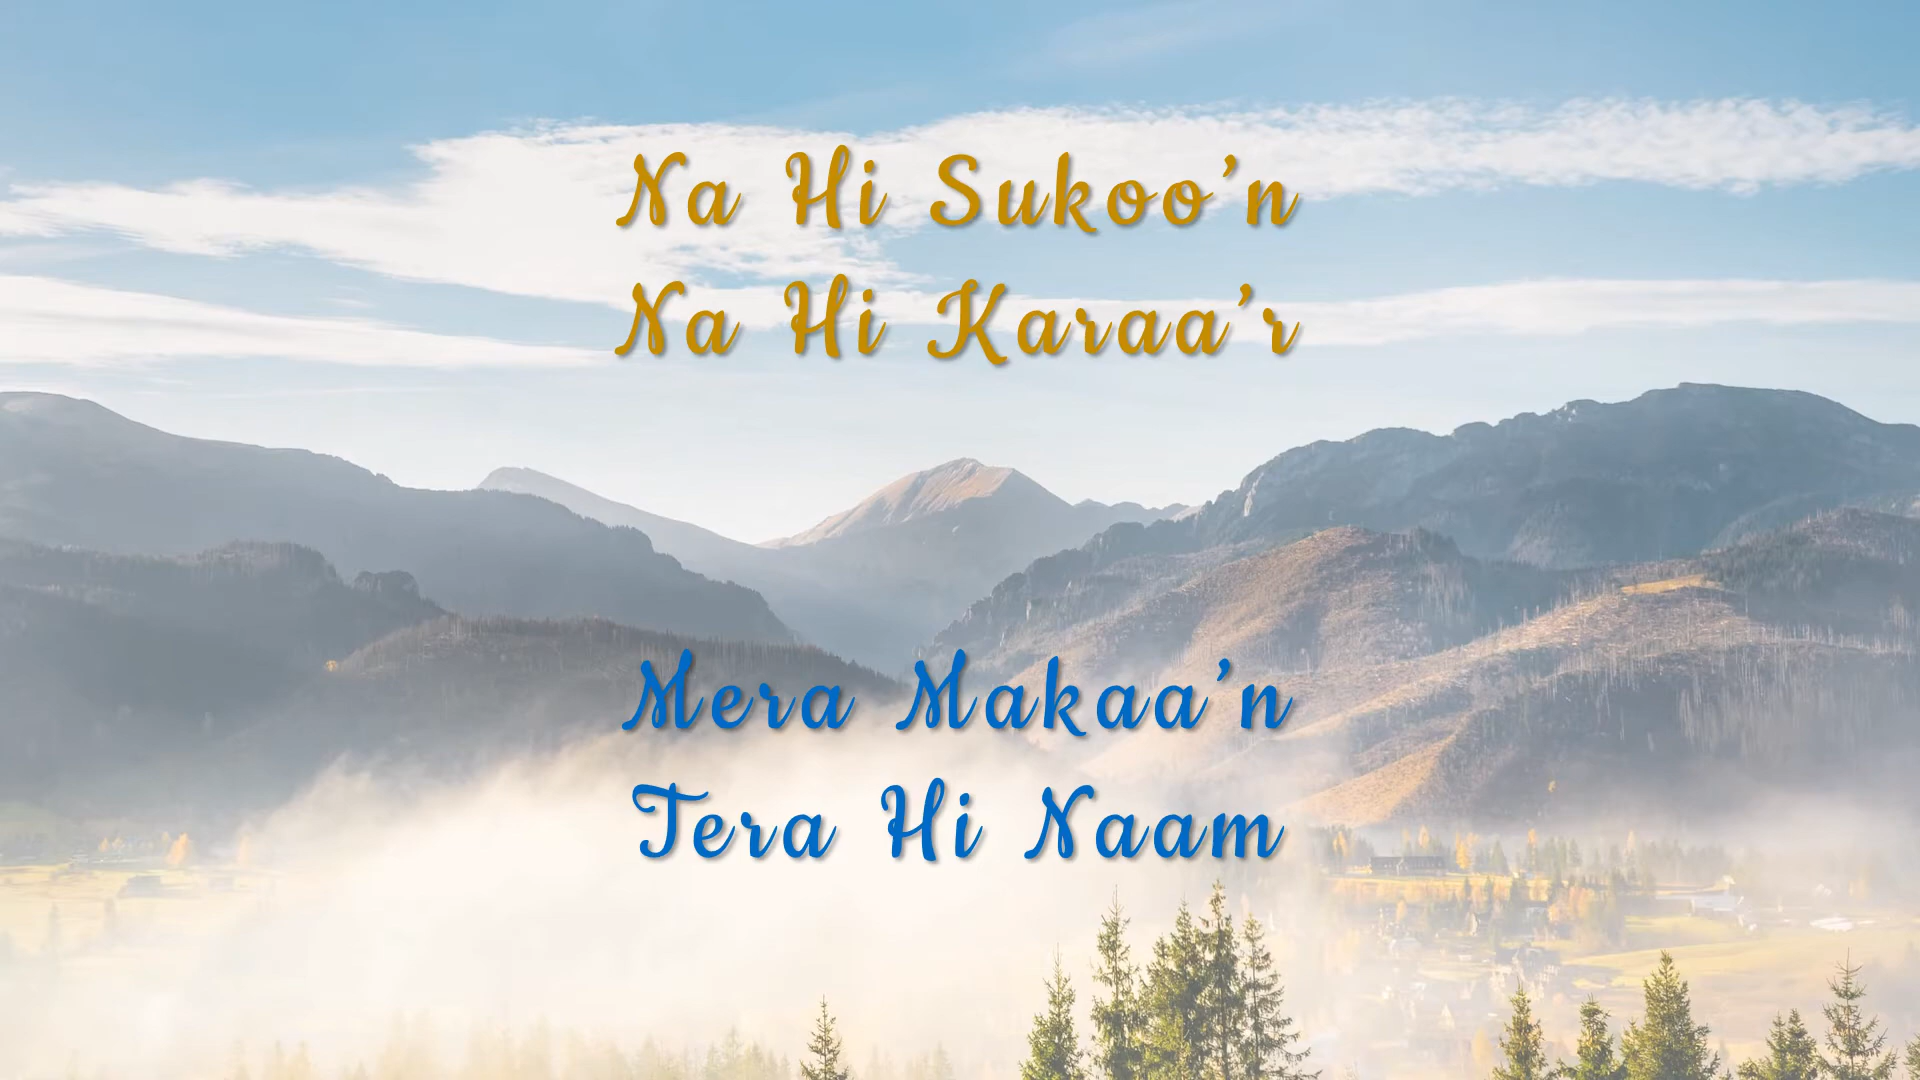 Na Hi Sukoo’n
Na Hi Karaa’r
Mera Makaa’n
Tera Hi Naam